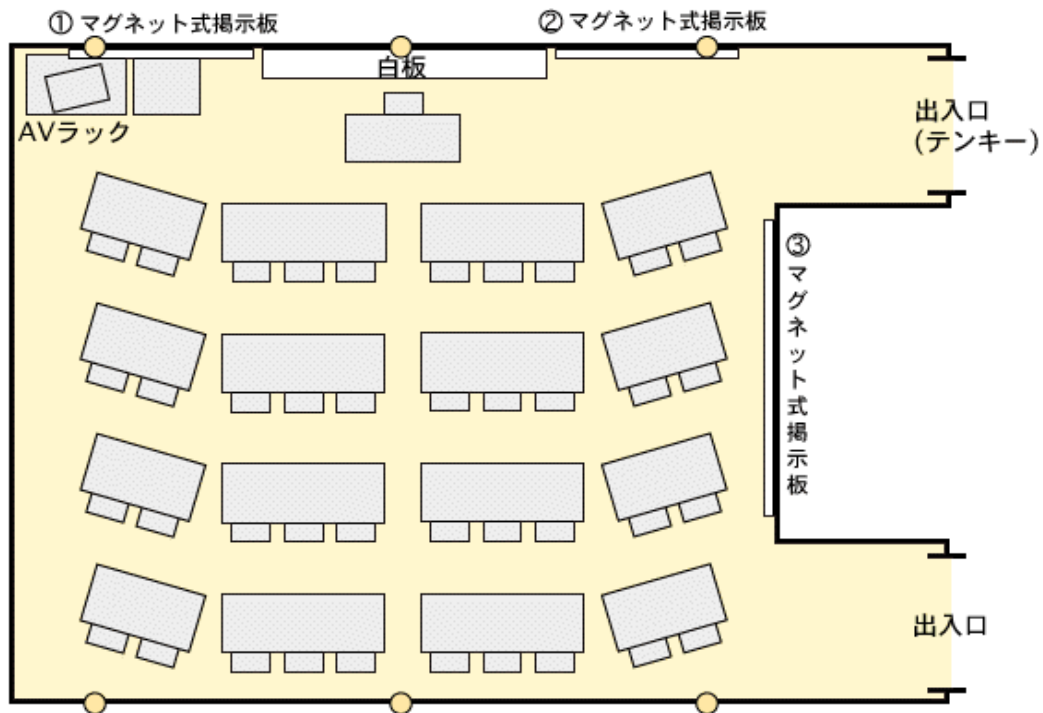 ① マグネット式掲示板
② マグネット式掲示板
白板
AVラック
出入口
(テンキー)
③マグネット式掲示板
出入口